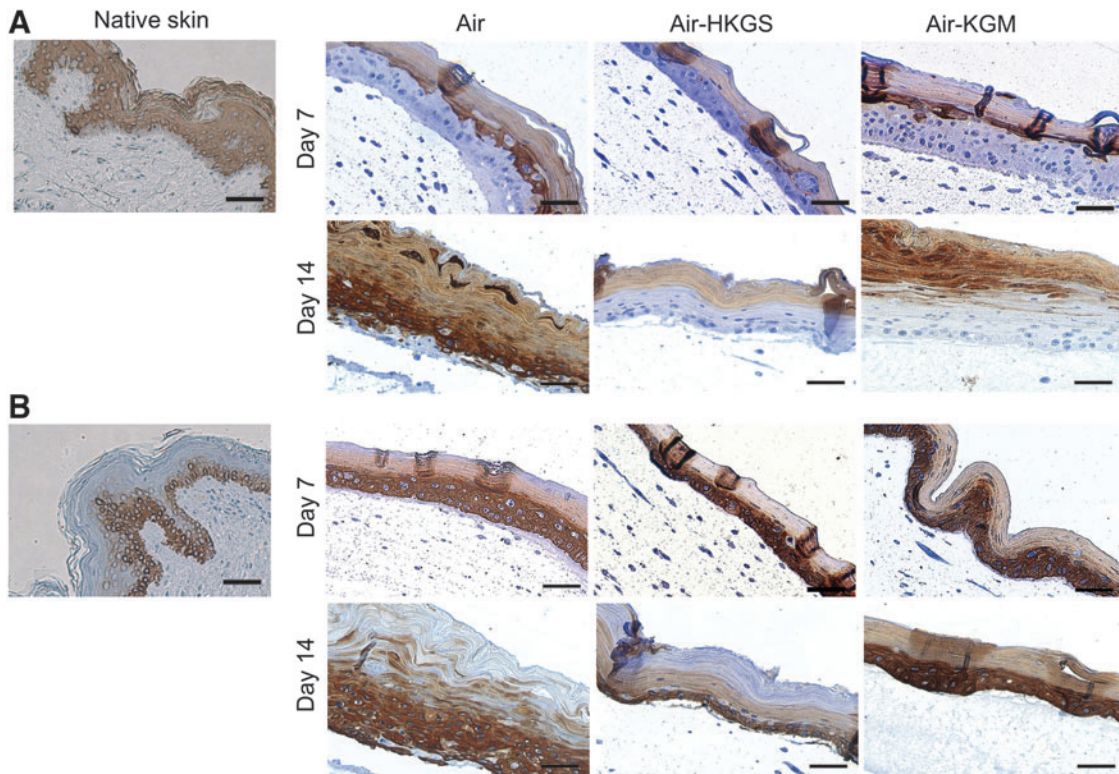 A
Native skin
Air
Air-HKGS
Air-KGM
Day 7
Day 14
B
Day 7
Day 14